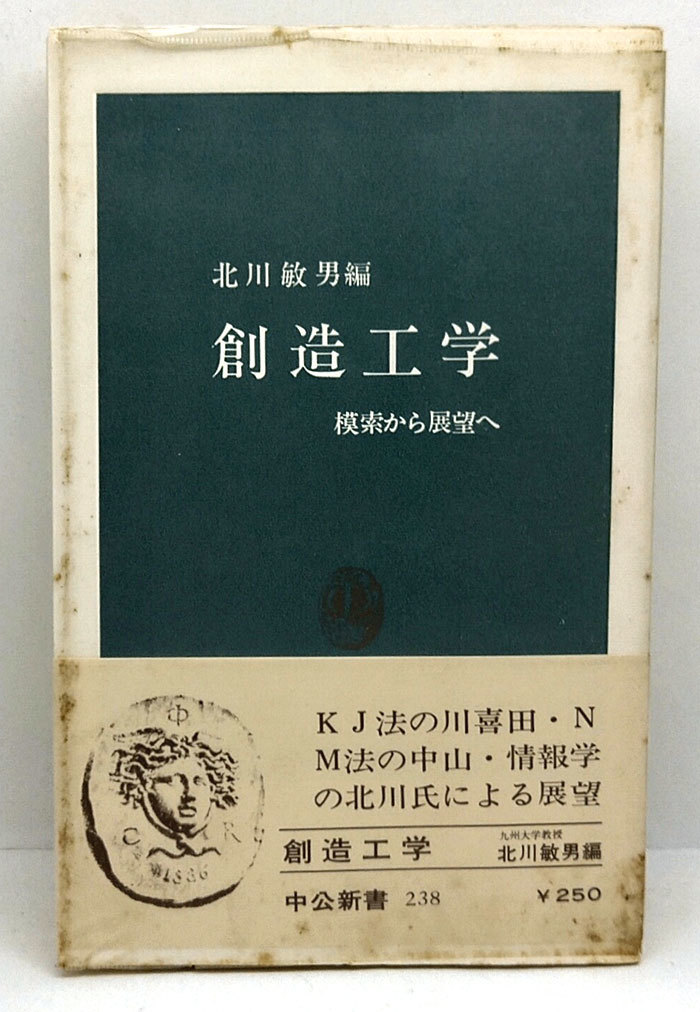 北川敏男編
創造工学
模索から展望へ
中
C R
1886
KJ法の川喜田・N
M法の中山・情報学
の北川氏による展望
創造工学
九州大学教授
北川敏男編
中公新書 238
￥250